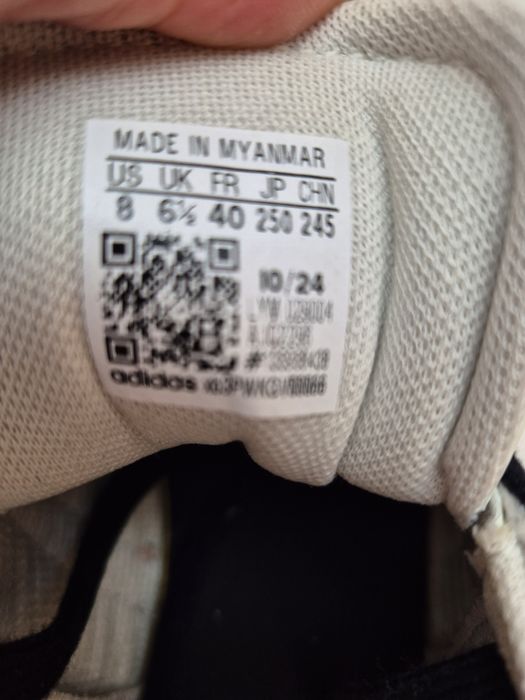 MADE IN MYANMAR
US UK FR JP CHN
8 6½ 40 250 245
10/24
adidas